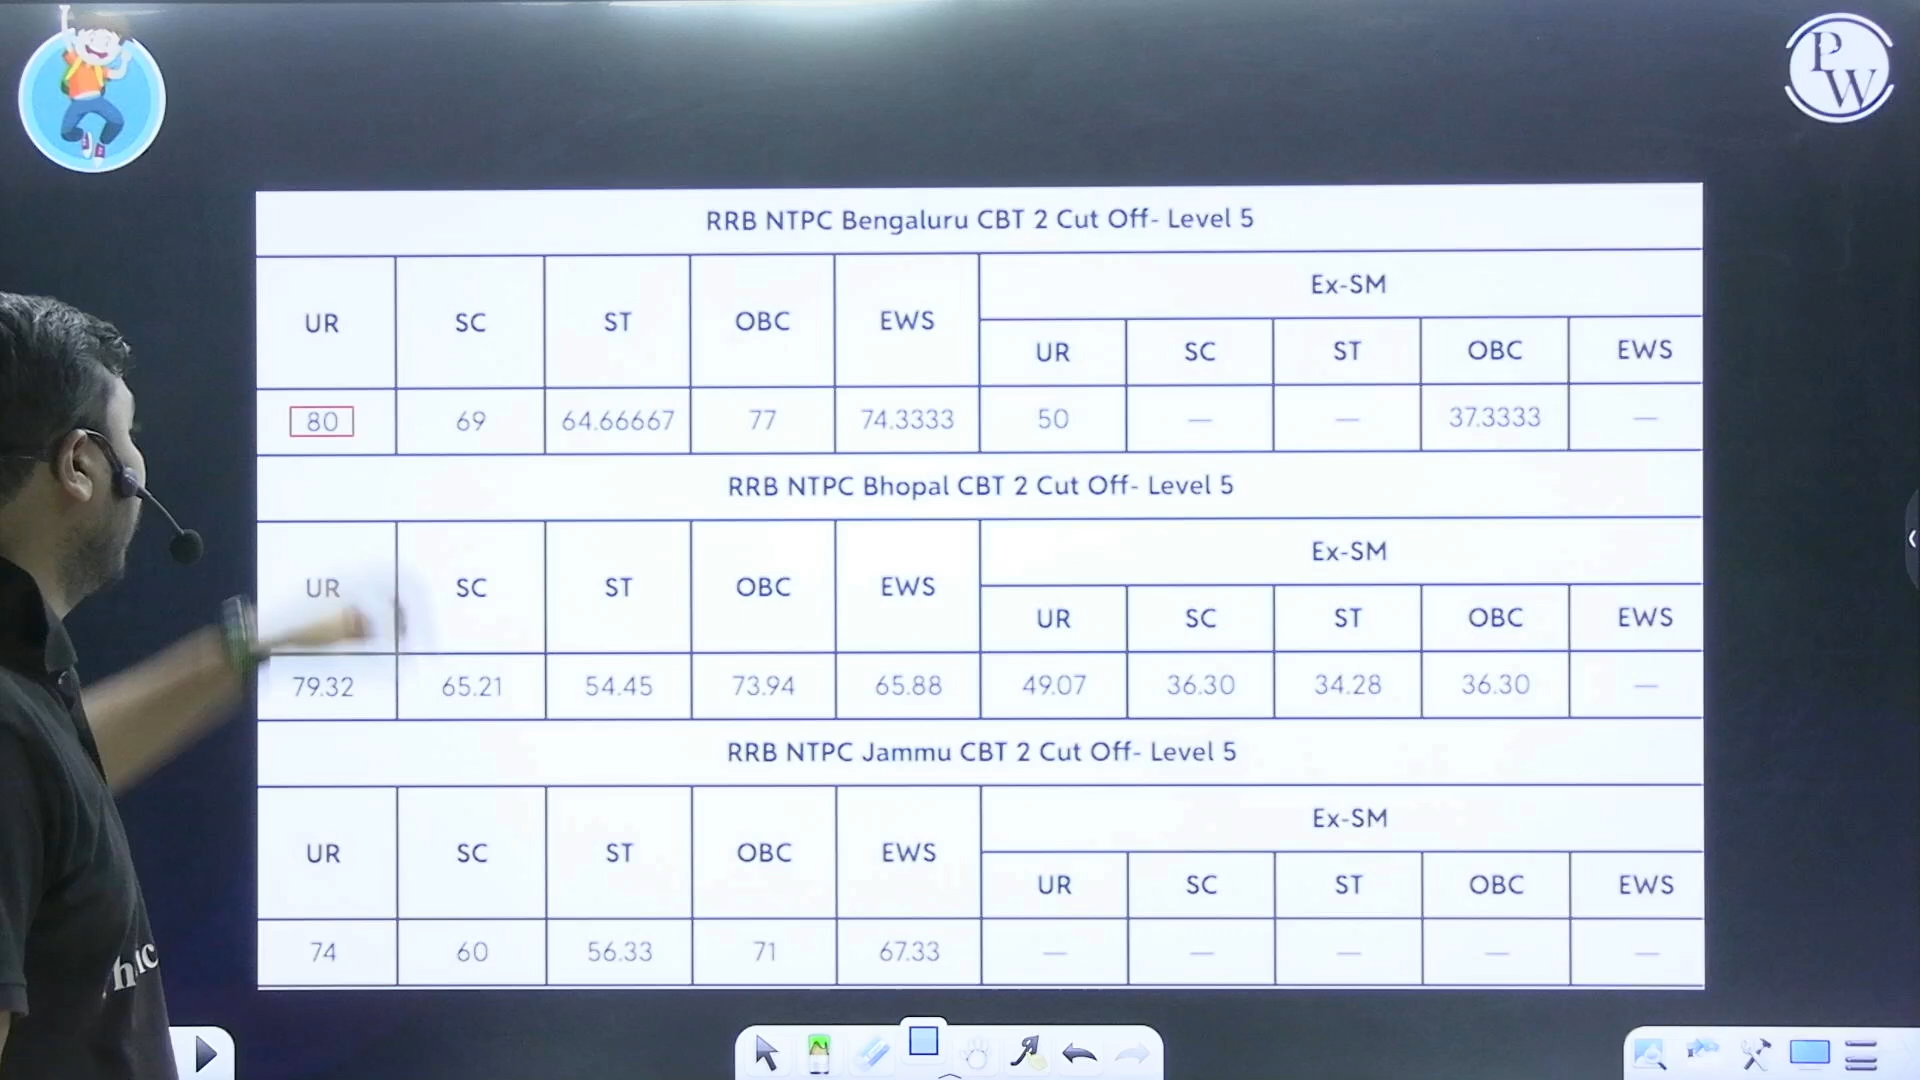 PW
RRB NTPC Bengaluru CBT 2 Cut Off- Level 5
UR SC ST OBC EWS Ex-SM
UR SC ST OBC EWS
80 69 64.66667 77 74.3333 50 — — 37.3333 —
RRB NTPC Bhopal CBT 2 Cut Off- Level 5
UR SC ST OBC EWS Ex-SM
UR SC ST OBC EWS
79.32 65.21 54.45 73.94 65.88 49.07 36.30 34.28 36.30 —
RRB NTPC Jammu CBT 2 Cut Off- Level 5
UR SC ST OBC EWS Ex-SM
UR SC ST OBC EWS
74 60 56.33 71 67.33 — — — — —